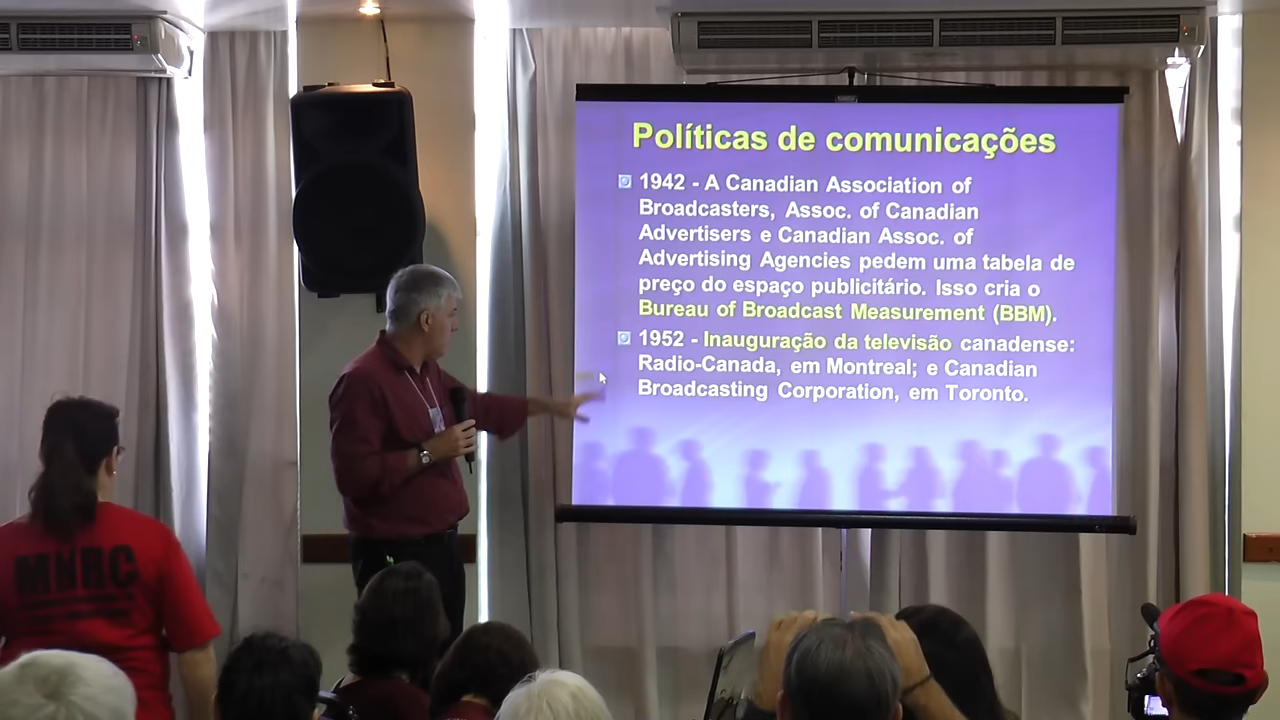 Políticas de comunicações
1942 - A Canadian Association of
Broadcasters, Assoc. of Canadian
Advertisers e Canadian Assoc. of
Advertising Agencies pedem uma tabela de
preço do espaço publicitário. Isso cria o
Bureau of Broadcast Measurement (BBM).
1952 - Inauguração da televisão canadense:
Radio-Canada, em Montreal; e Canadian
Broadcasting Corporation, em Toronto.
MNRC